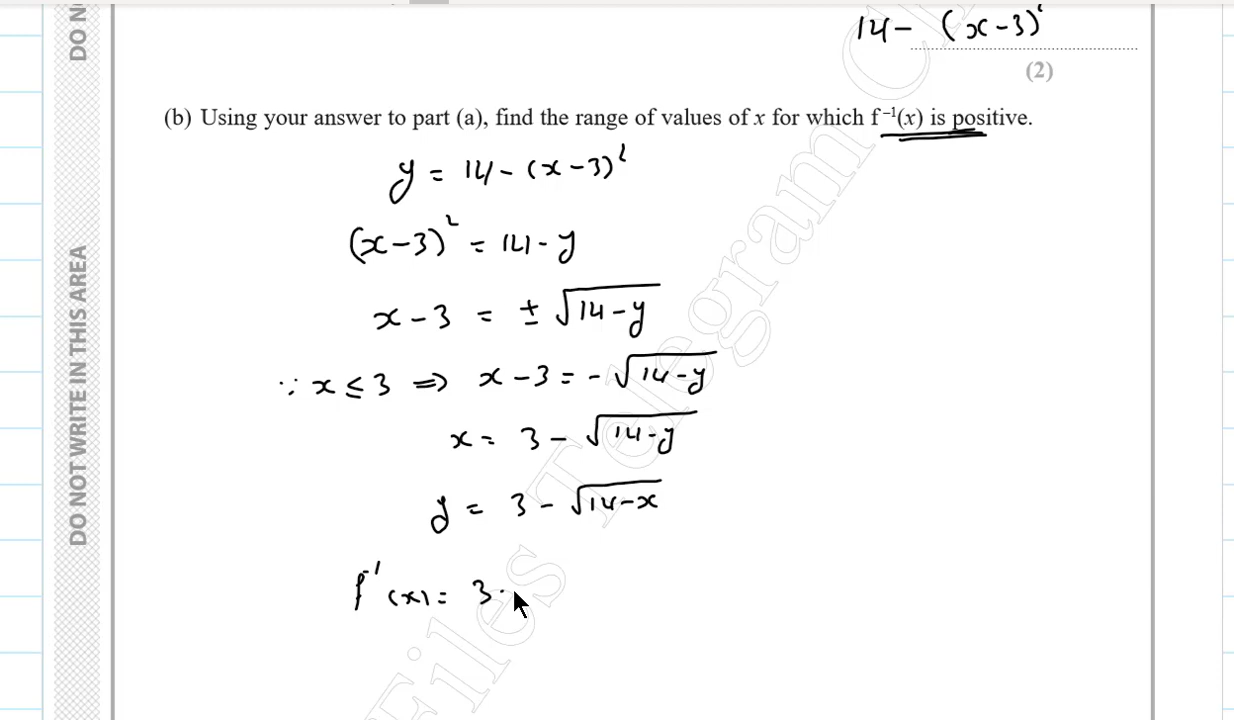 14 - (x-3)²
(2)
(b) Using your answer to part (a), find the range of values of x for which f⁻¹(x) is positive.
y = 14 - (x-3)²
(x-3)² = 14 - y
x - 3 = ± √14-y
∵ x ≤ 3 ⇒ x - 3 = - √14-y
x = 3 - √14-y
y = 3 - √14-x
f⁻¹(x) = 3 -
DO N
DO NOT WRITE IN THIS AREA
Files Telegram C